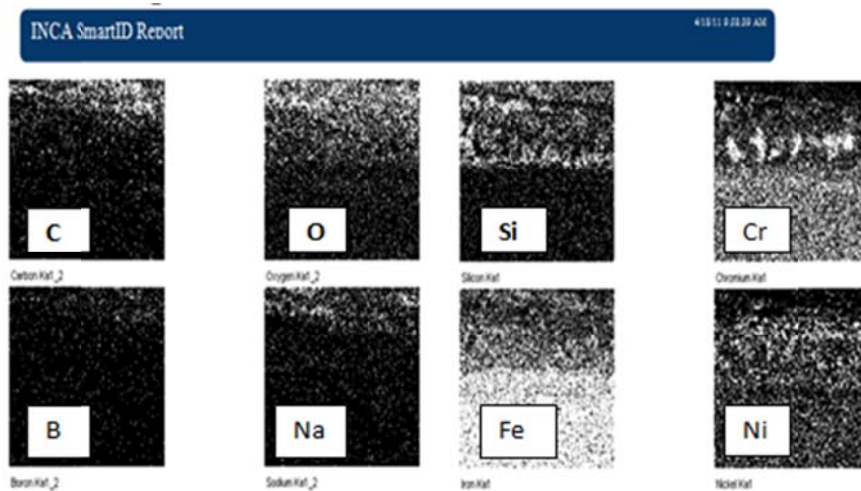 INCA SmartID Report
C O Si Cr
Carbon Ka1_2 Oxygen Ka1_2 Silicon Ka1 Chromium Ka1
B Na Fe Ni
Boron Ka1_2 Sodium Ka1_2 Iron Ka1 Nickel Ka1